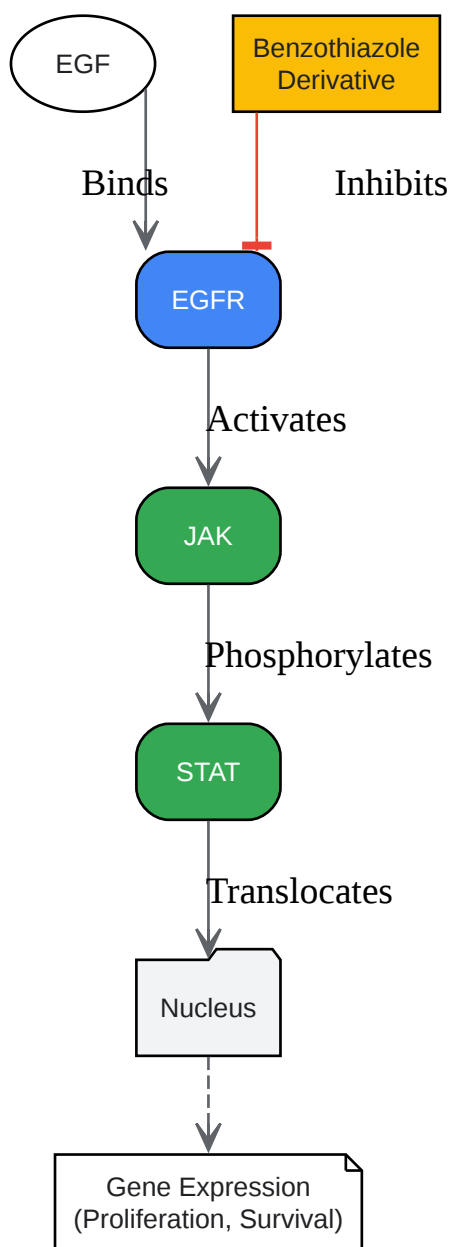 EGF
Benzothiazole
Derivative
Binds
Inhibits
EGFR
Activates
JAK
Phosphorylates
STAT
Translocates
Nucleus
Gene Expression
(Proliferation, Survival)